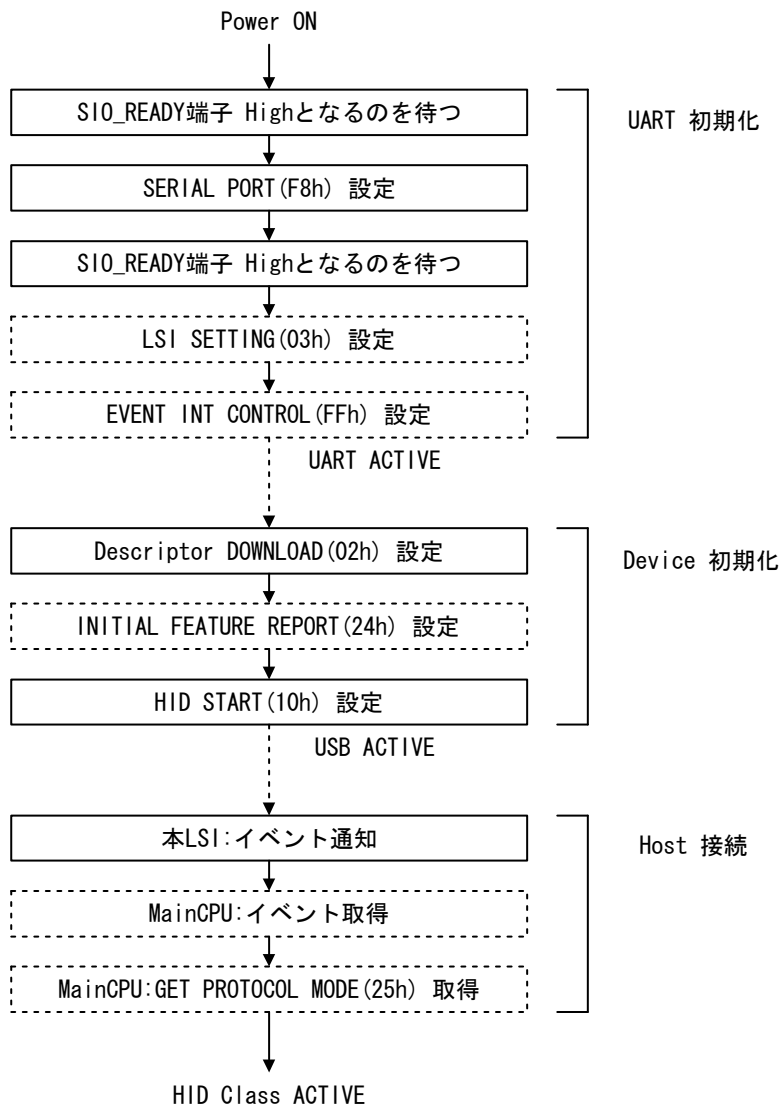 Power ON
SIO_READY端子 Highとなるのを待つ
UART 初期化
SERIAL PORT(F8h) 設定
SIO_READY端子 Highとなるのを待つ
LSI SETTING(03h) 設定
EVENT INT CONTROL(FFh) 設定
UART ACTIVE
Descriptor DOWNLOAD(02h) 設定
Device 初期化
INITIAL FEATURE REPORT(24h) 設定
HID START(10h) 設定
USB ACTIVE
本LSI:イベント通知
Host 接続
MainCPU:イベント取得
MainCPU:GET PROTOCOL MODE(25h) 取得
HID Class ACTIVE